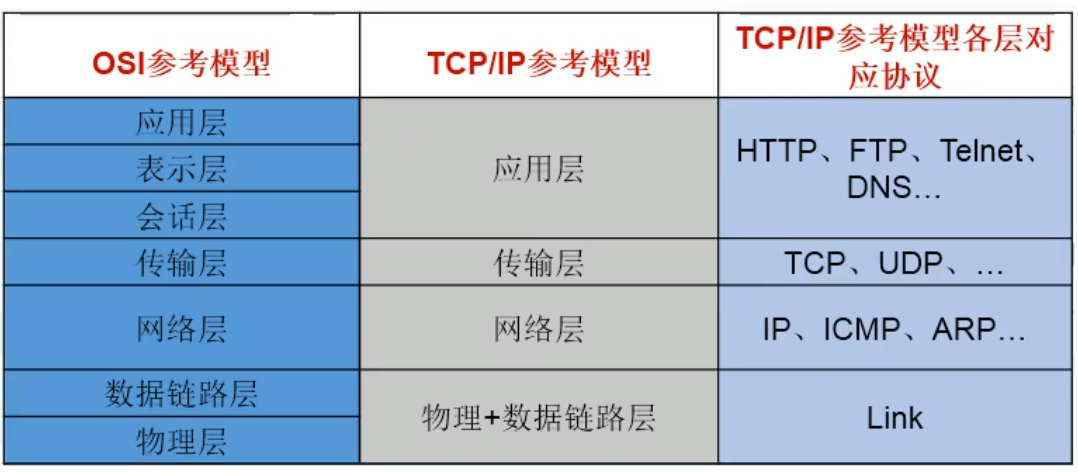 OSI参考模型
TCP/IP参考模型
TCP/IP参考模型各层对
应协议
应用层
表示层
会话层
应用层
HTTP、FTP、Telnet、
DNS...
传输层
传输层
TCP、UDP、...
网络层
网络层
IP、ICMP、ARP...
数据链路层
物理层
物理+数据链路层
Link